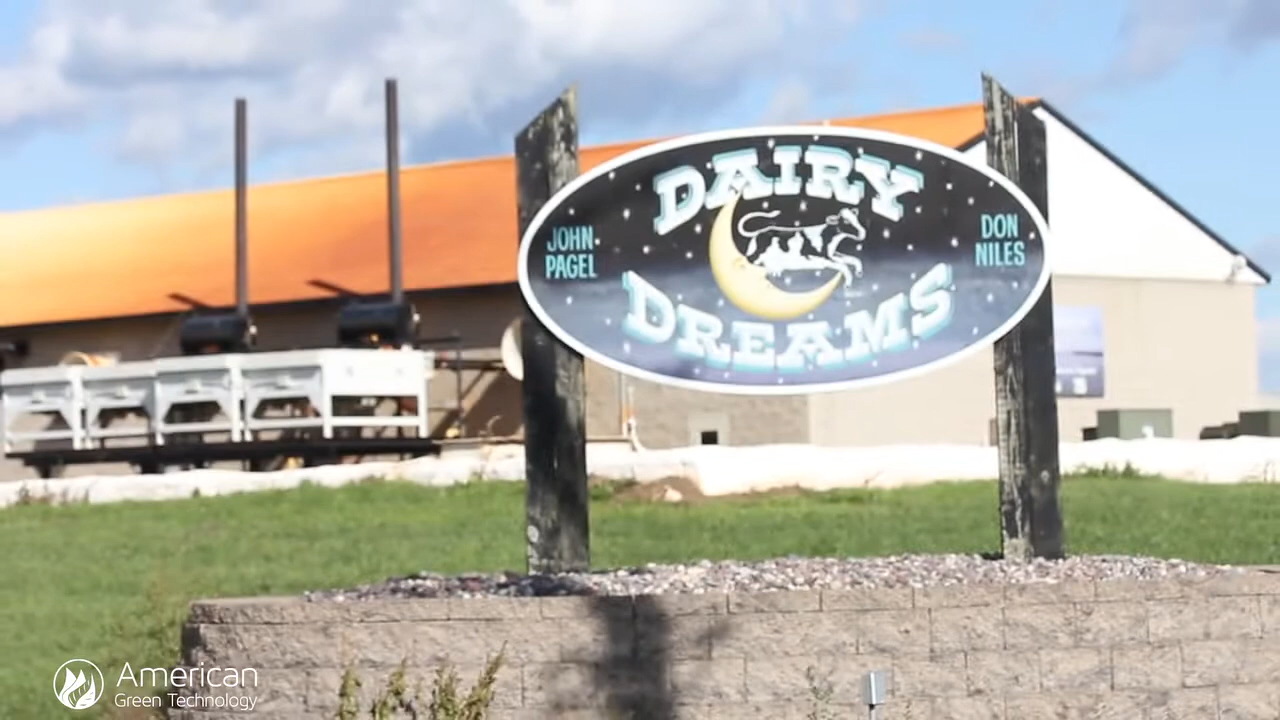 DAIRY
JOHN
PAGEL
DON
NILES
DREAMS
American
Green Technology